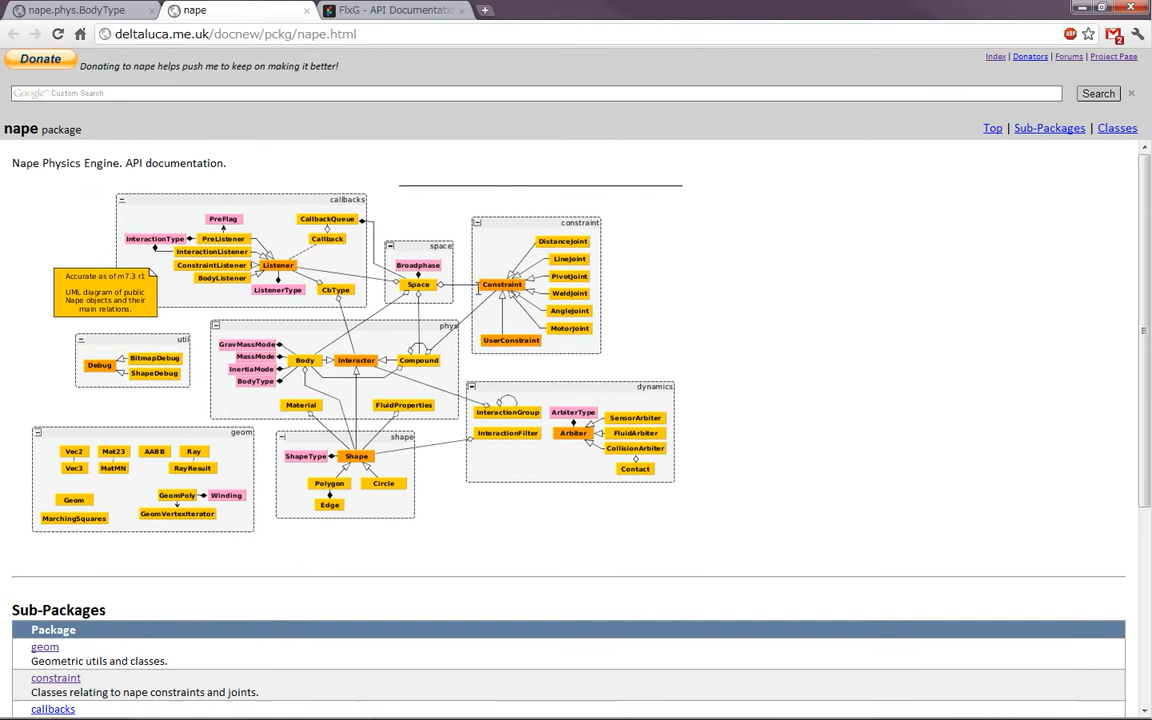 nape.phys.BodyType
nape
FlxG - API Documentatio
deltaluca.me.uk/docnew/pckg/nape.html
2
Donate
Donating to nape helps push me to keep on making it better!
Index | Donators | Forums | Project Page
Google™ Custom Search
Search
nape package
Top | Sub-Packages | Classes
Nape Physics Engine. API documentation.
callbacks
PreFlag
CallbackQueue
InteractionType
PreListener
Callback
InteractionListener
ConstraintListener
Listener
BodyListener
ListenerType
CbType
Accurate as of m7.3 r1
UML diagram of public
Nape objects and their
main relations.
space
Broadphase
Space
constraint
DistanceJoint
LineJoint
PivotJoint
Constraint
WeldJoint
AngleJoint
MotorJoint
UserConstraint
util
BitmapDebug
Debug
ShapeDebug
phys
GravMassMode
MassMode
Body
Interactor
Compound
InertiaMode
BodyType
Material
FluidProperties
dynamics
InteractionGroup
ArbiterType
SensorArbiter
InteractionFilter
Arbiter
FluidArbiter
CollisionArbiter
Contact
geom
Vec2
Mat23
AABB
Ray
Vec3
MatMN
RayResult
Geom
GeomPoly
Winding
MarchingSquares
GeomVertexIterator
shape
ShapeType
Shape
Polygon
Circle
Edge
Sub-Packages
Package
geom
Geometric utils and classes.
constraint
Classes relating to nape constraints and joints.
callbacks